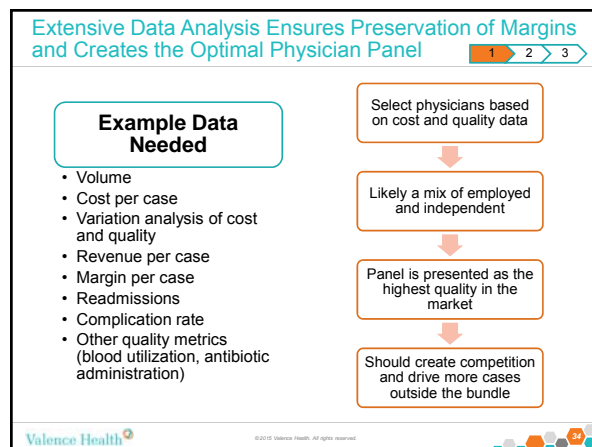 Extensive Data Analysis Ensures Preservation of Margins
and Creates the Optimal Physician Panel
1 2 3
Example Data
Needed
• Volume
• Cost per case
• Variation analysis of cost
and quality
• Revenue per case
• Margin per case
• Readmissions
• Complication rate
• Other quality metrics
(blood utilization, antibiotic
administration)
Select physicians based
on cost and quality data
Likely a mix of employed
and independent
Panel is presented as the
highest quality in the
market
Should create competition
and drive more cases
outside the bundle
Valence Health
©2015 Valence Health. All rights reserved.
34